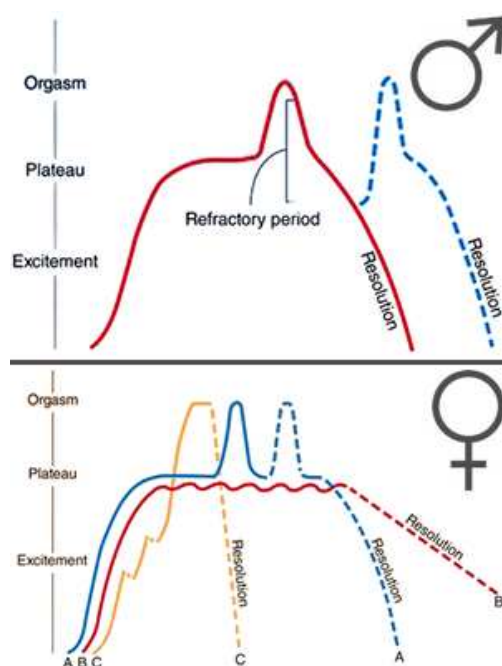 Orgasm
Plateau
Refractory period
Excitement
Resolution
Resolution
Orgasm
Plateau
Excitement
Resolution
Resolution
Resolution
B
A B C
C
A